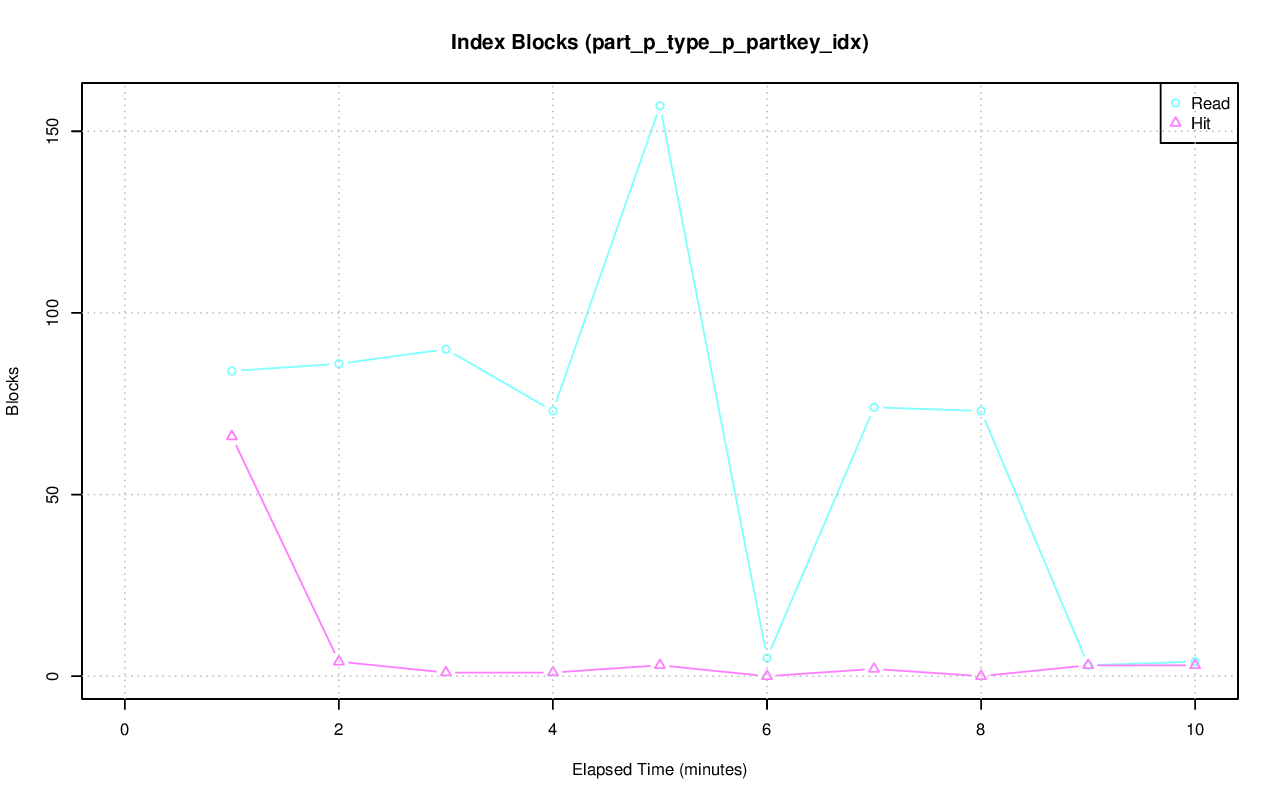 Index Blocks (part_p_type_p_partkey_idx)
Read
Hit
150
100
50
0
Blocks
0 2 4 6 8 10
Elapsed Time (minutes)